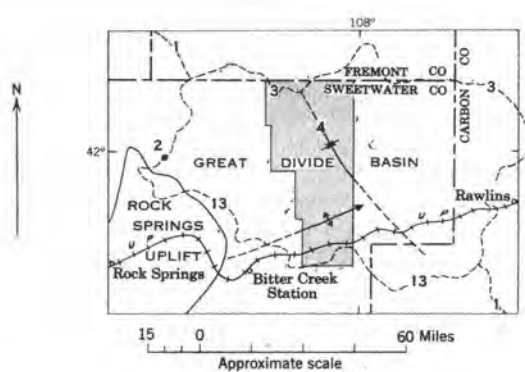 108°
N
1
FREMONT CO
SWEETWATER CO
CARBON CO
3
3
4
42°
2
GREAT DIVIDE BASIN
13
ROCK
SPRINGS
UPLIFT
Rawlins
U P
U P
Rock Springs
Bitter Creek
Station
13
1
15 0 60 Miles
Approximate scale